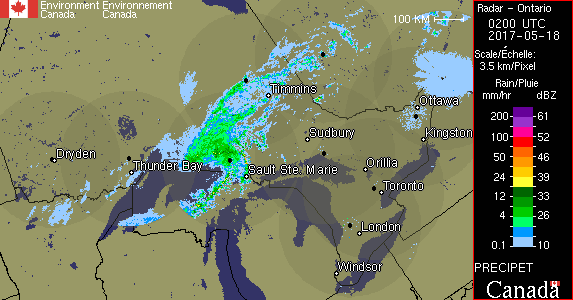 Environment Environnement
Canada Canada
100 KM
Timmins
Ottawa
Sudbury
Kingston
Dryden
Thunder Bay
Sault Ste. Marie
Orillia
Toronto
London
Windsor
Radar - Ontario
0200 UTC
2017-05-18
Scale/Échelle:
3.5 km/Pixel
Rain/Pluie
mm/hr dBZ
200 61
100 52
50 46
24 39
12 33
4 26
0.1 10
PRECIPET
Canada